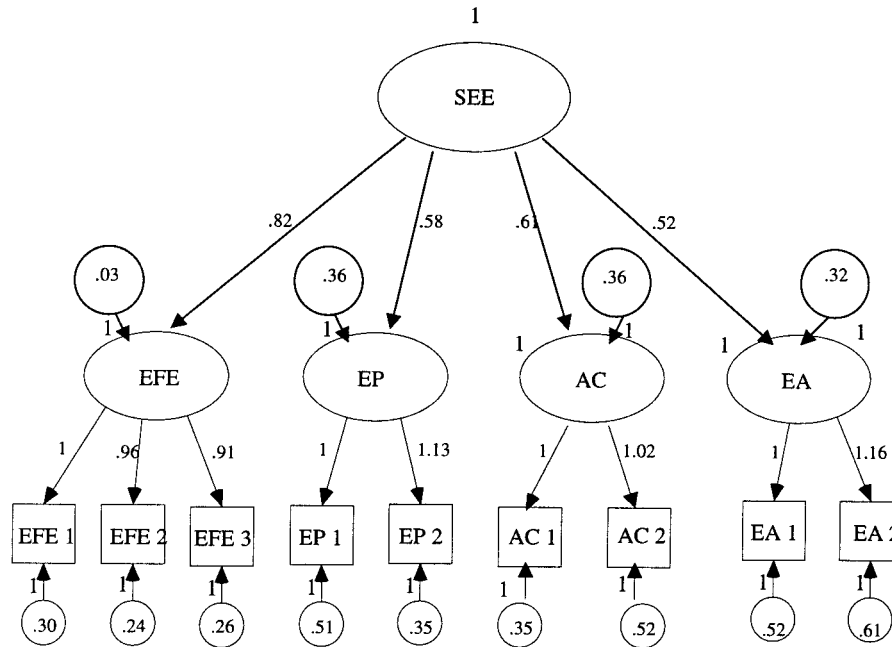 1
SEE
.82 .58 .61 .52
.03 .36 .36 .32
1 1 1 1 1 1
EFE EP AC EA
1 .96 .91 1 1.13 1 1.02 1 1.16
EFE 1 EFE 2 EFE 3 EP 1 EP 2 AC 1 AC 2 EA 1 EA 2
1 1 1 1 1 1 1 1 1
.30 .24 .26 .51 .35 .35 .52 .52 .61